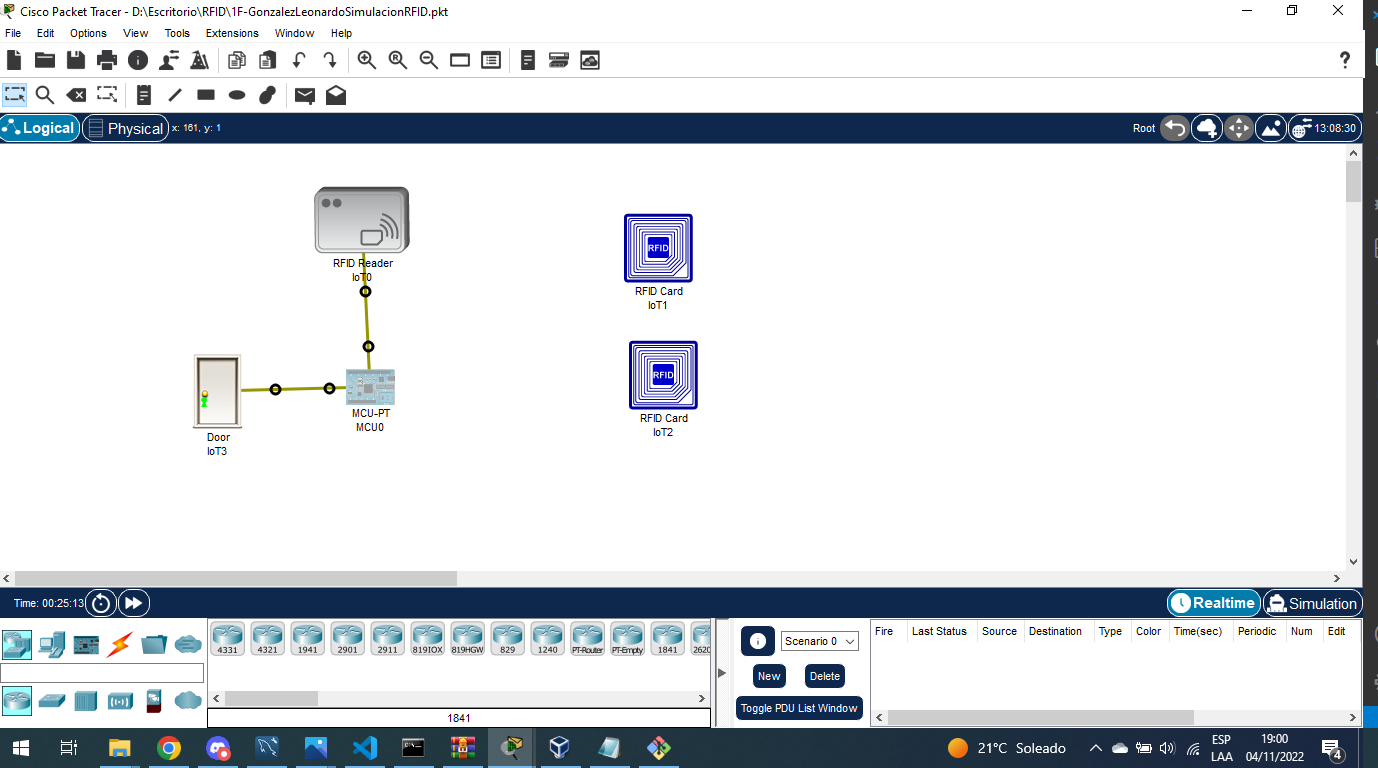 Cisco Packet Tracer - D:\Escritorio\RFID\1F-GonzalezLeonardoSimulacionRFID.pkt
File Edit Options View Tools Extensions Window Help
?
Logical Physical x: 161, y: 1 Root 13:08:30
RFID Reader
IoT0
RFID
RFID Card
IoT1
RFID
RFID Card
IoT2
MCU-PT
MCU0
Door
IoT3
Time: 00:25:13 Realtime Simulation
4331 4321 1941 2901 2911 819IOX 819HGW 829 1240 PT-Router PT-Empty 1841 2620
1841
Scenario 0
New Delete
Toggle PDU List Window
Fire Last Status Source Destination Type Color Time(sec) Periodic Num Edit
21°C Soleado
ESP
LAA
19:00
04/11/2022
4